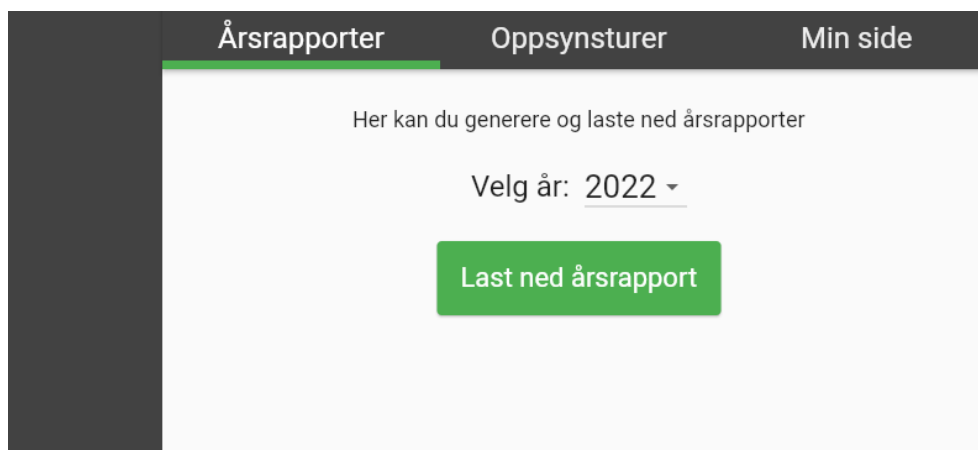 Årsrapporter Oppsynsturer Min side
Her kan du generere og laste ned årsrapporter
Velg år: 2022
Last ned årsrapport